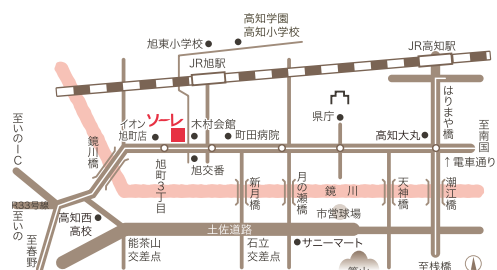 高知学園
高知小学校
旭東小学校
JR高知駅
JR旭駅
はりまや橋
県庁
至いのIC
イオン
旭町店
ソーレ
木村会館
町田病院
高知大丸
至南国
鏡川橋
↑電車通り
旭町3丁目
旭交番
新月橋
月の瀬橋
鏡 川
天神橋
潮江橋
R33号線
至いの
高知西
高校
市営球場
至春野
土佐道路
能茶山
交差点
石立
交差点
サニーマート
筆山
至桟橋